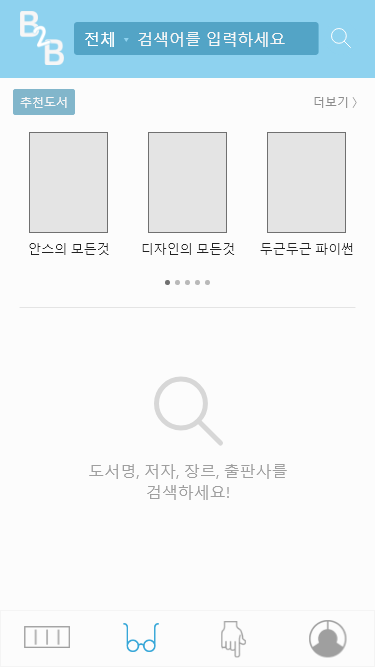 B2B
전체 검색어를 입력하세요
추천도서 더보기 〉
안스의 모든것 디자인의 모든것 두근두근 파이썬
도서명, 저자, 장르, 출판사를
검색하세요!